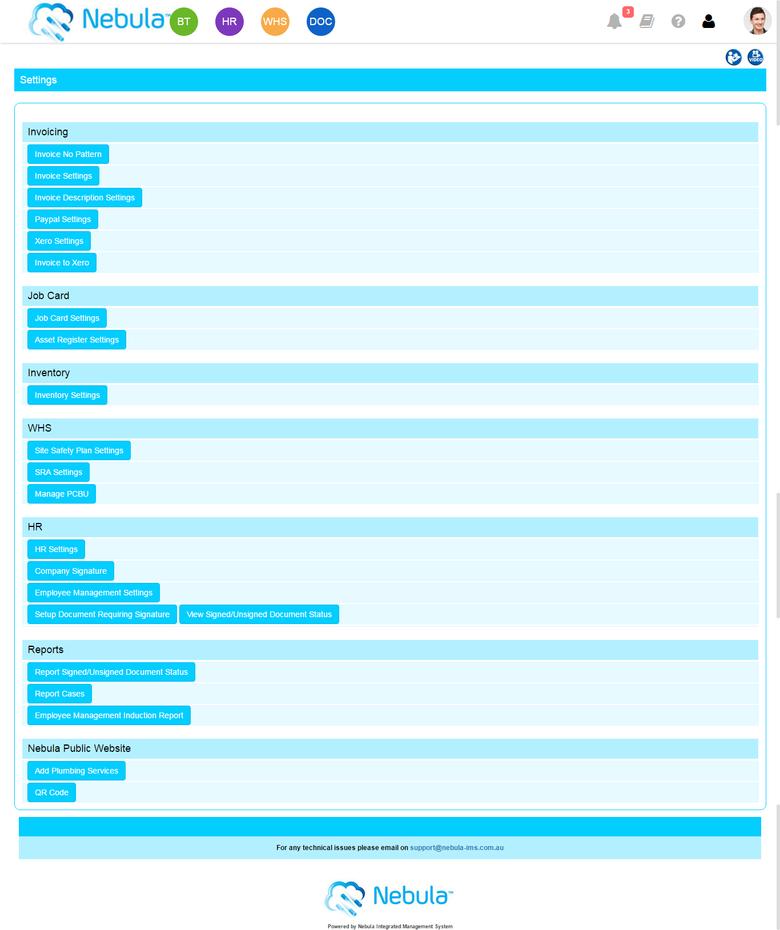 Nebula™ BT HR WHS DOC 3
VIDEO
Settings
Invoicing
Invoice No Pattern
Invoice Settings
Invoice Description Settings
Paypal Settings
Xero Settings
Invoice to Xero
Job Card
Job Card Settings
Asset Register Settings
Inventory
Inventory Settings
WHS
Site Safety Plan Settings
SRA Settings
Manage PCBU
HR
HR Settings
Company Signature
Employee Management Settings
Setup Document Requiring Signature View Signed/Unsigned Document Status
Reports
Report Signed/Unsigned Document Status
Report Cases
Employee Management Induction Report
Nebula Public Website
Add Plumbing Services
QR Code
For any technical issues please email on support@nebula-ims.com.au
Nebula™
Powered by Nebula Integrated Management System